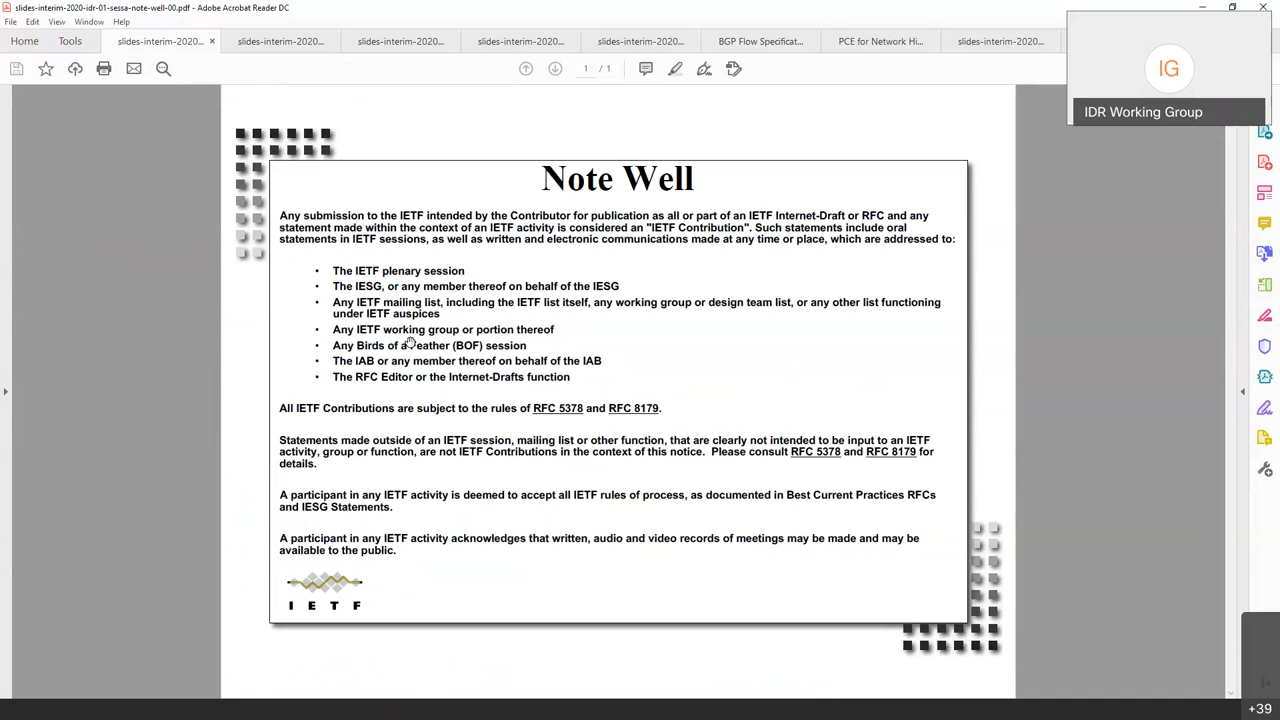 slides-interim-2020-idr-01-sessa-note-well-00.pdf - Adobe Acrobat Reader DC
File Edit View Window Help
Home Tools slides-interim-2020... × slides-interim-2020... slides-interim-2020... slides-interim-2020... slides-interim-2020... BGP Flow Specificat... PCE for Network Hi... slides-interim-2020...
1 / 1
IG
IDR Working Group
Note Well
Any submission to the IETF intended by the Contributor for publication as all or part of an IETF Internet-Draft or RFC and any
statement made within the context of an IETF activity is considered an "IETF Contribution". Such statements include oral
statements in IETF sessions, as well as written and electronic communications made at any time or place, which are addressed to:
• The IETF plenary session
• The IESG, or any member thereof on behalf of the IESG
• Any IETF mailing list, including the IETF list itself, any working group or design team list, or any other list functioning
under IETF auspices
• Any IETF working group or portion thereof
• Any Birds of a Feather (BOF) session
• The IAB or any member thereof on behalf of the IAB
• The RFC Editor or the Internet-Drafts function
All IETF Contributions are subject to the rules of RFC 5378 and RFC 8179.
Statements made outside of an IETF session, mailing list or other function, that are clearly not intended to be input to an IETF
activity, group or function, are not IETF Contributions in the context of this notice. Please consult RFC 5378 and RFC 8179 for
details.
A participant in any IETF activity is deemed to accept all IETF rules of process, as documented in Best Current Practices RFCs
and IESG Statements.
A participant in any IETF activity acknowledges that written, audio and video records of meetings may be made and may be
available to the public.
I E T F
+39